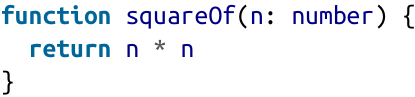 function squareOf(n: number) {
  return n * n
}